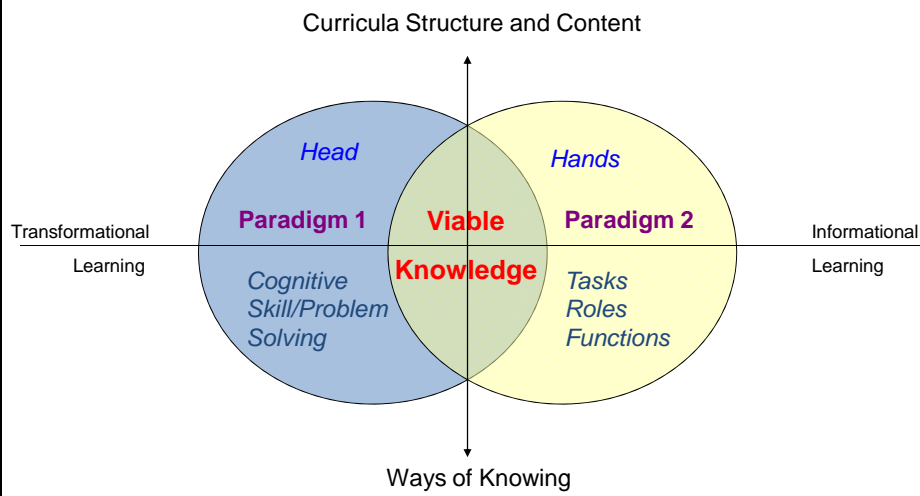 Curricula Structure and Content
Head
Hands
Paradigm 1
Viable
Paradigm 2
Transformational
Informational
Learning
Knowledge
Learning
Cognitive
Skill/Problem
Solving
Tasks
Roles
Functions
Ways of Knowing